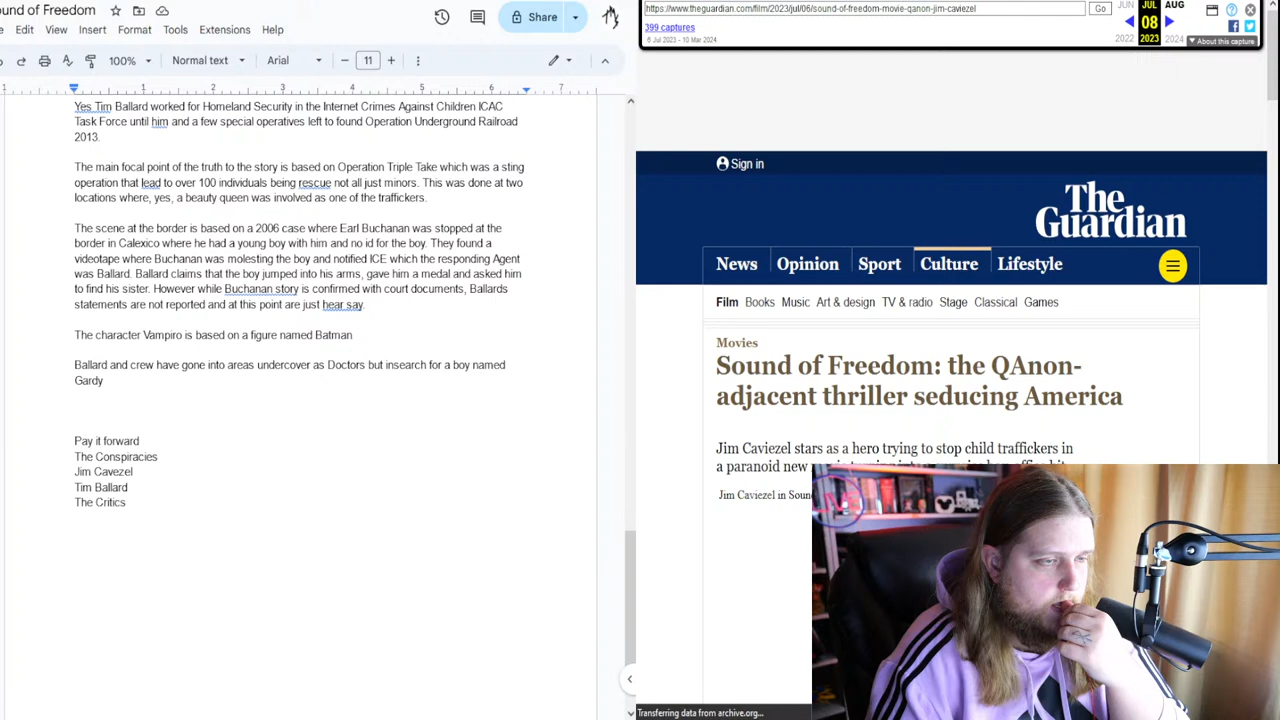 ound of Freedom
Share
Edit View Insert Format Tools Extensions Help
100% Normal text Arial 11
1 1 2 3 4 5 6 7
Yes Tim Ballard worked for Homeland Security in the Internet Crimes Against Children ICAC
Task Force until him and a few special operatives left to found Operation Underground Railroad
2013.
The main focal point of the truth to the story is based on Operation Triple Take which was a sting
operation that lead to over 100 individuals being rescue not all just minors. This was done at two
locations where, yes, a beauty queen was involved as one of the traffickers.
The scene at the border is based on a 2006 case where Earl Buchanan was stopped at the
border in Calexico where he had a young boy with him and no id for the boy. They found a
videotape where Buchanan was molesting the boy and notified ICE which the responding Agent
was Ballard. Ballard claims that the boy jumped into his arms, gave him a medal and asked him
to find his sister. However while Buchanan story is confirmed with court documents, Ballards
statements are not reported and at this point are just hear say.
The character Vampiro is based on a figure named Batman
Ballard and crew have gone into areas undercover as Doctors but insearch for a boy named
Gardy
Pay it forward
The Conspiracies
Jim Cavezel
Tim Ballard
The Critics
https://www.theguardian.com/film/2023/jul/06/sound-of-freedom-movie-qanon-jim-caviezel
Go
JUN JUL AUG
08
2022 2023 2024
399 captures
6 Jul 2023 - 10 Mar 2024
About this capture
Sign in
The
Guardian
News Opinion Sport Culture Lifestyle
Film Books Music Art & design TV & radio Stage Classical Games
Movies
Sound of Freedom: the QAnon-
adjacent thriller seducing America
Jim Caviezel stars as a hero trying to stop child traffickers in
a paranoid new
Jim Caviezel in Soun
Transferring data from archive.org...